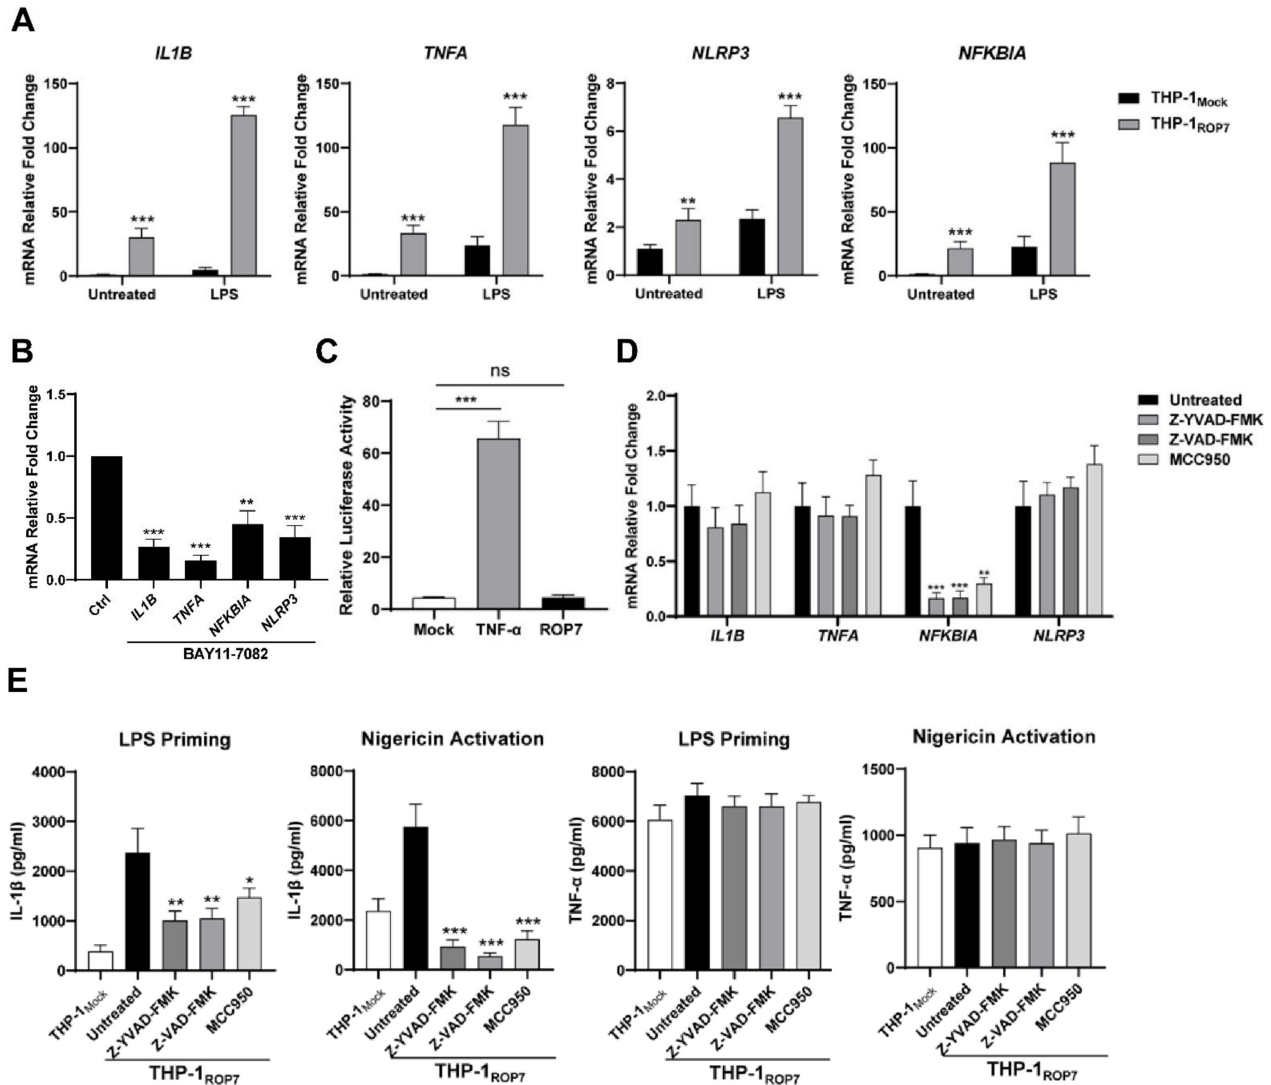 A
IL1B
TNFA
NLRP3
NFKBIA
mRNA Relative Fold Change
150
100
50
0
Untreated
LPS
***
***
mRNA Relative Fold Change
150
100
50
0
Untreated
LPS
***
***
mRNA Relative Fold Change
8
6
4
2
0
Untreated
LPS
**
***
mRNA Relative Fold Change
150
100
50
0
Untreated
LPS
***
***
THP-1Mock
THP-1ROP7
B
mRNA Relative Fold Change
1.5
1.0
0.5
0.0
***
***
**
***
Ctrl
IL1B
TNFA
NFKBIA
NLRP3
BAY11-7082
C
Relative Luciferase Activity
80
60
40
20
0
ns
***
Mock
TNF-α
ROP7
D
mRNA Relative Fold Change
2.0
1.5
1.0
0.5
0.0
***
***
**
IL1B
TNFA
NFKBIA
NLRP3
Untreated
Z-YVAD-FMK
Z-VAD-FMK
MCC950
E
LPS Priming
IL-1β (pg/ml)
4000
3000
2000
1000
0
**
**
*
THP-1Mock
Untreated
Z-YVAD-FMK
Z-VAD-FMK
MCC950
THP-1ROP7
Nigericin Activation
IL-1β (pg/ml)
8000
6000
4000
2000
0
***
***
***
THP-1Mock
Untreated
Z-YVAD-FMK
Z-VAD-FMK
MCC950
THP-1ROP7
LPS Priming
TNF-α (pg/ml)
8000
6000
4000
2000
0
THP-1Mock
Untreated
Z-YVAD-FMK
Z-VAD-FMK
MCC950
THP-1ROP7
Nigericin Activation
TNF-α (pg/ml)
1500
1000
500
0
THP-1Mock
Untreated
Z-YVAD-FMK
Z-VAD-FMK
MCC950
THP-1ROP7